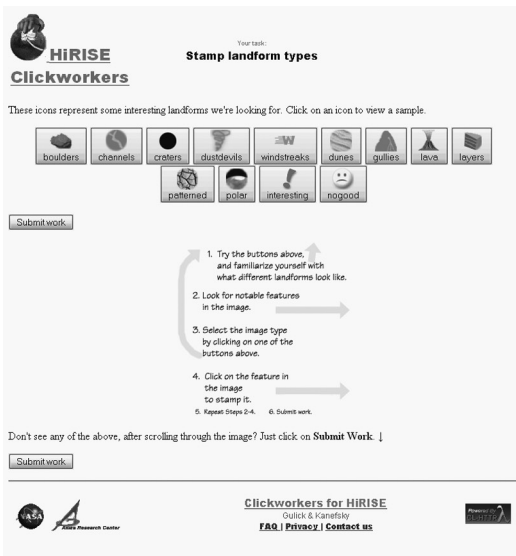 HiRISE
Clickworkers
Your task:
Stamp landform types
These icons represent some interesting landforms we're looking for. Click on an icon to view a sample.
boulders channels craters dustdevils windstreaks dunes gullies lava layers
patterned polar interesting nogood
Submit work
1. Try the buttons above,
and familiarize yourself with
what different landforms look like.
2. Look for notable features
in the image.
3. Select the image type
by clicking on one of the
buttons above.
4. Click on the feature in
the image
to stamp it.
5. Repeat Steps 2-4. 6. Submit work.
Don't see any of the above, after scrolling through the image? Just click on Submit Work. ↓
Submit work
NASA
Ames Research Center
Clickworkers for HiRISE
Gulick & Kanefsky
FAQ | Privacy | Contact us
Powered By